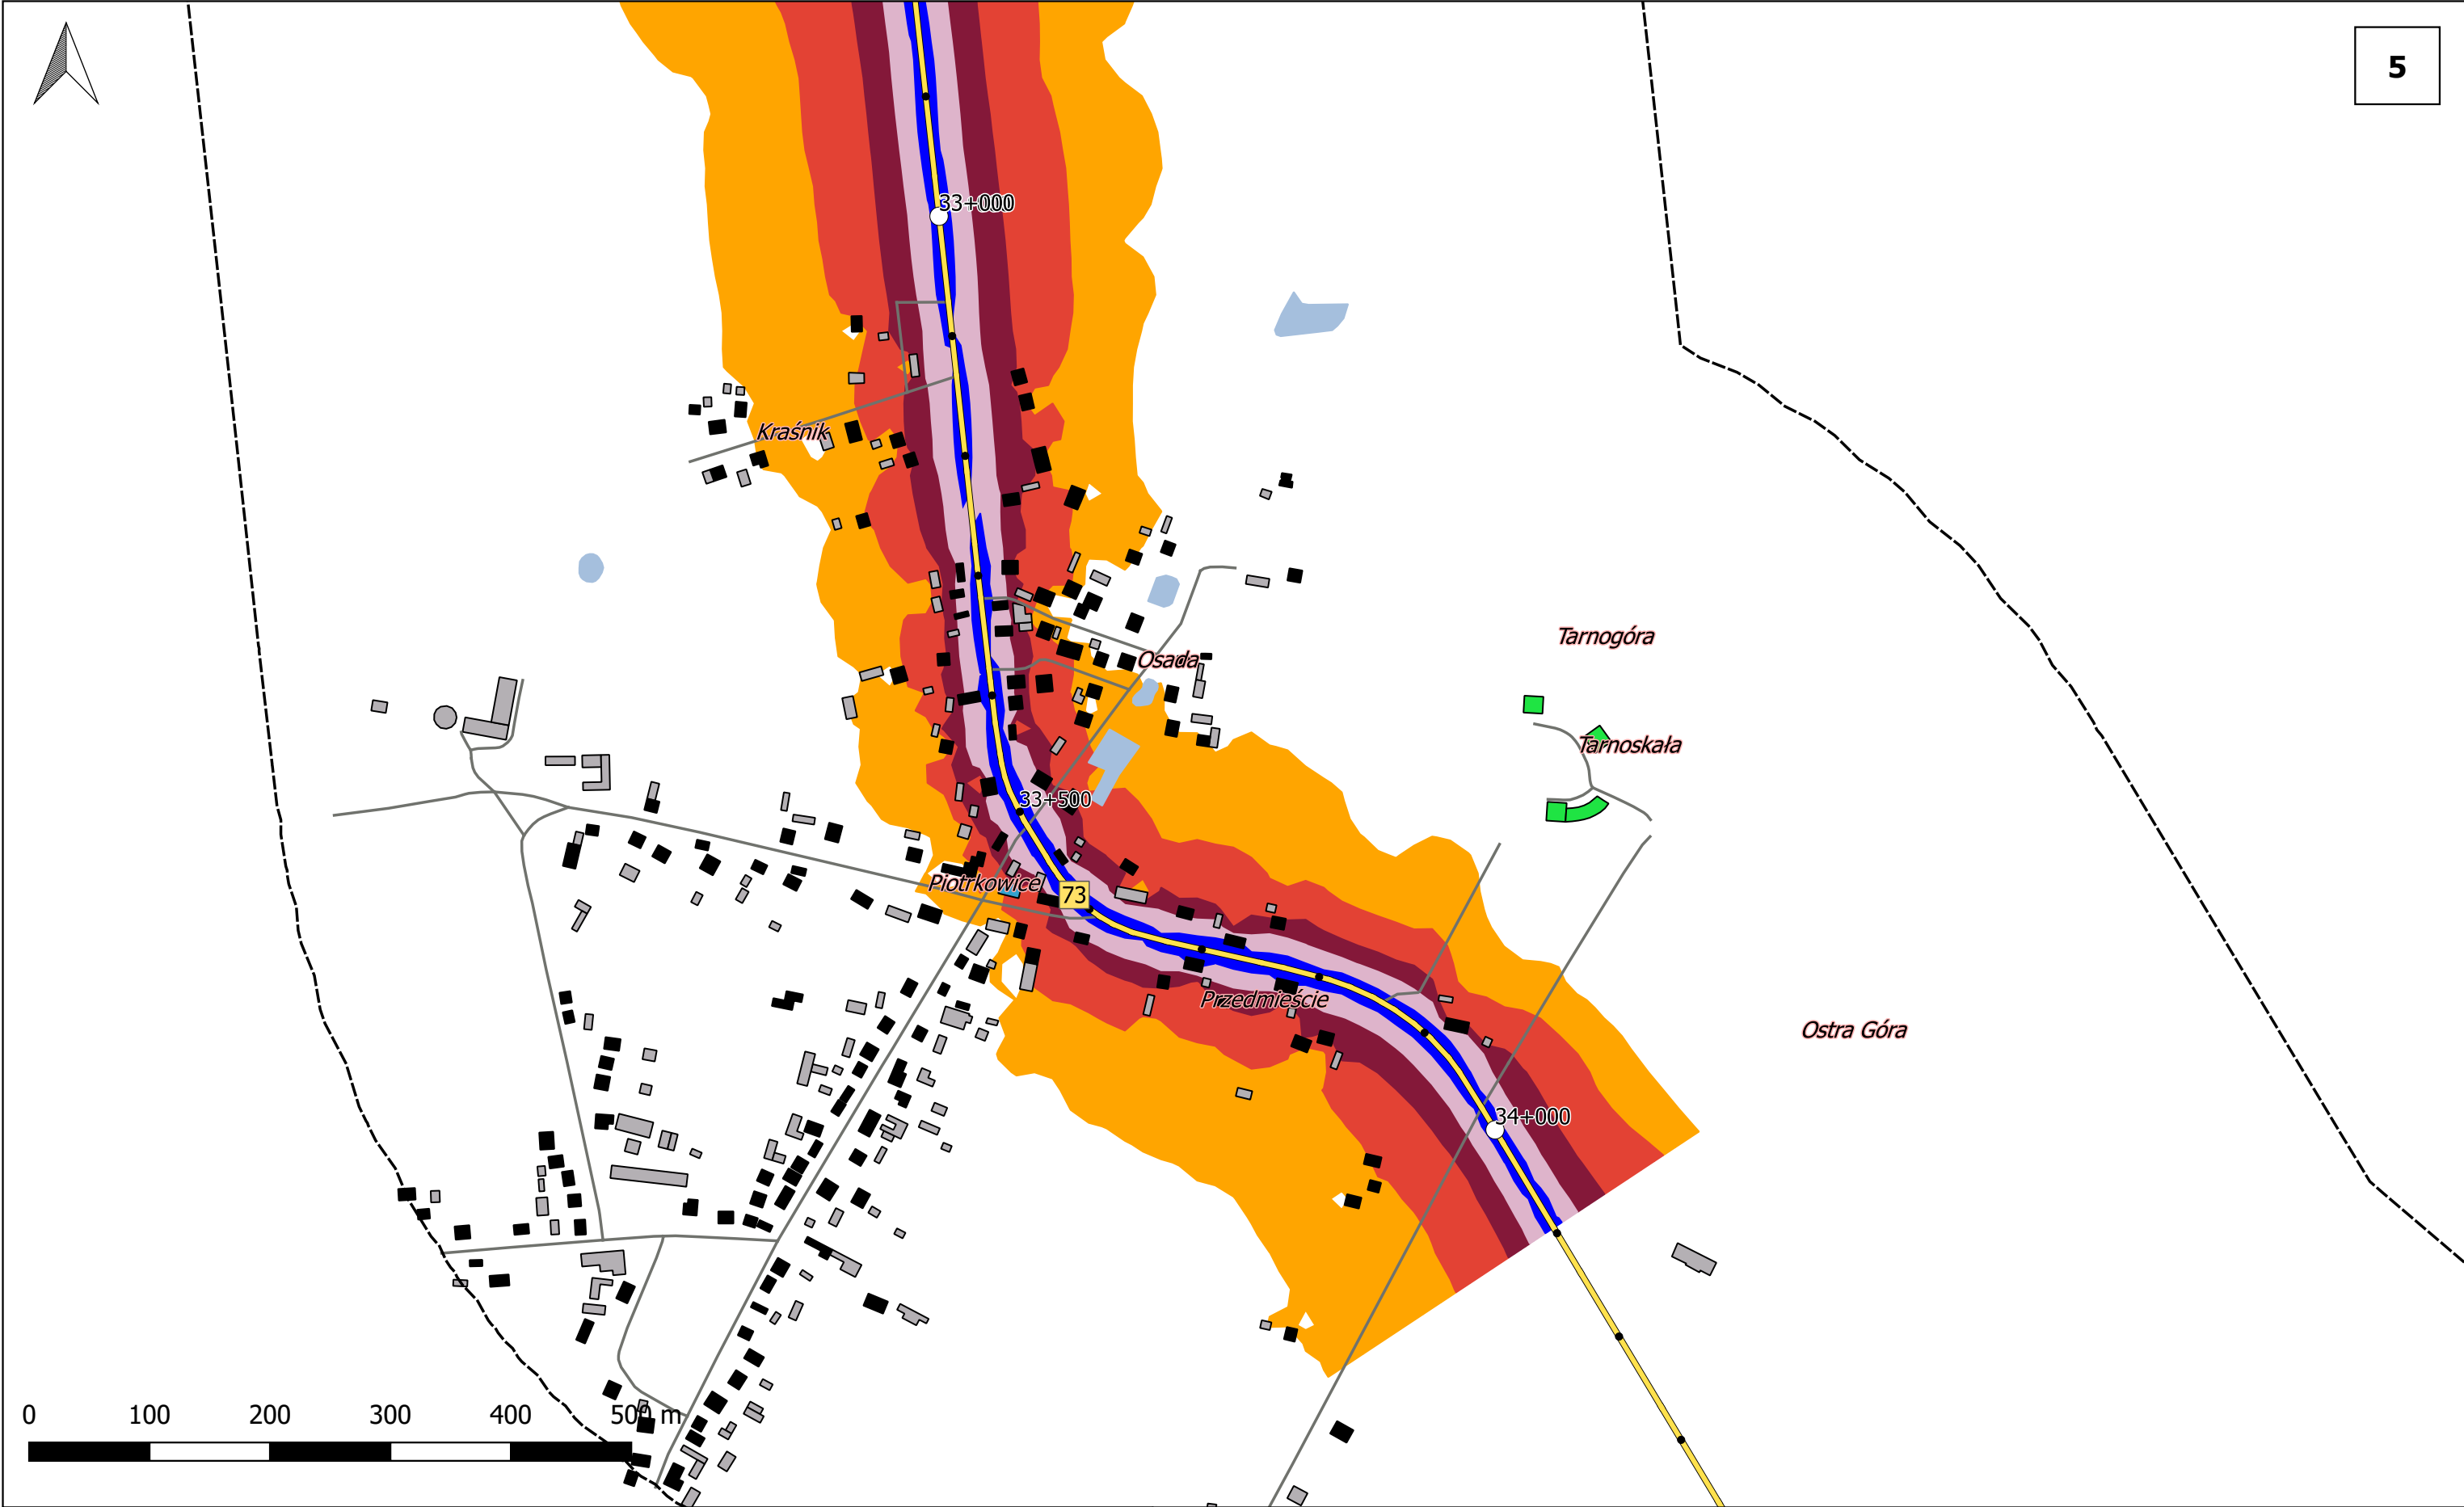 5
33+000
Kraśnik
Tarnogóra
Osada
Tarnoskała
33+500
Piotrkowice
73
Przedmieście
Ostra Góra
34+000
0 100 200 300 400 500 m